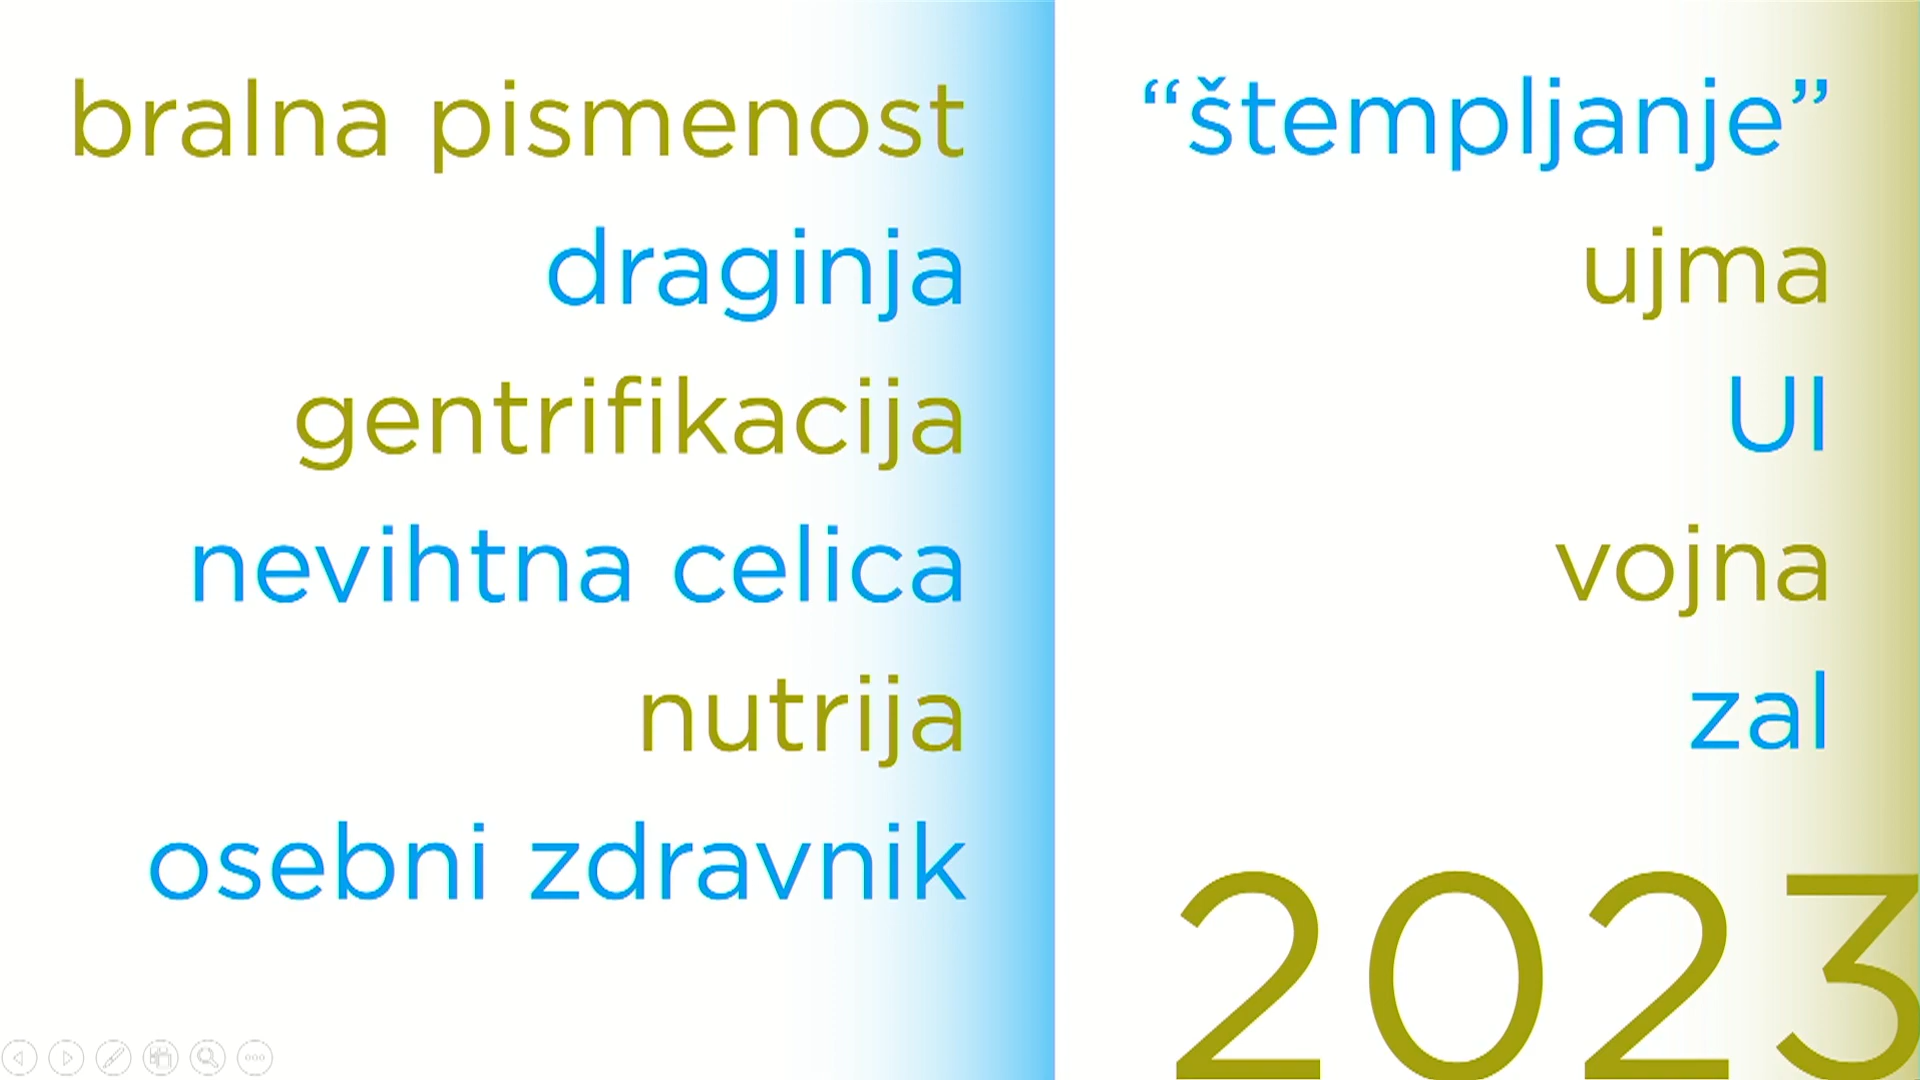 bralna pismenost
draginja
gentrifikacija
nevihtna celica
nutrija
osebni zdravnik
“štempljanje”
ujma
UI
vojna
zal
2023